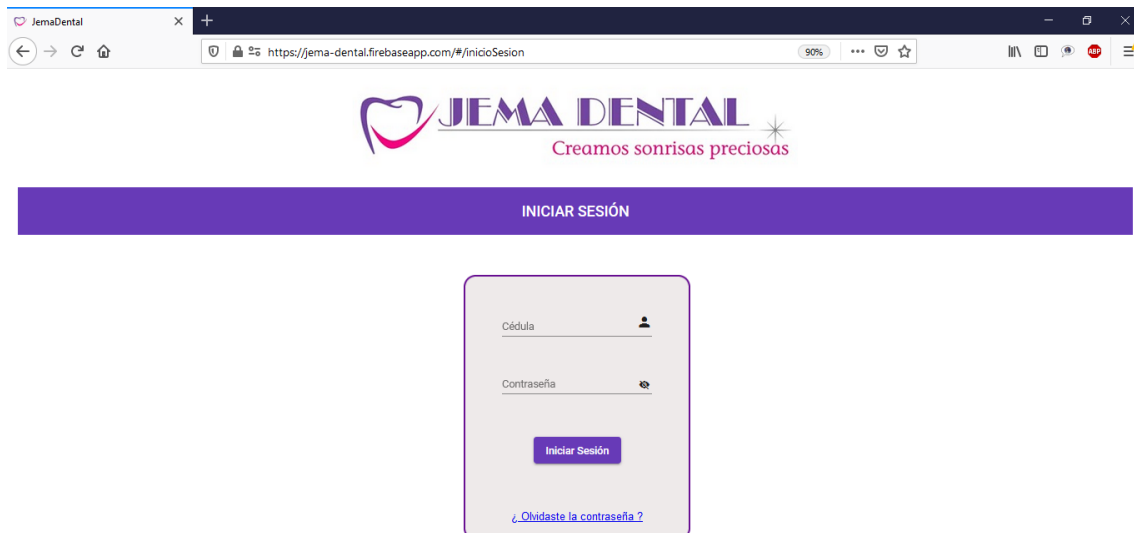 JemaDental
https://jema-dental.firebaseapp.com/#/inicioSesion
90%
ABP
JEMA DENTAL
Creamos sonrisas preciosas
INICIAR SESIÓN
Cédula
Contraseña
Iniciar Sesión
¿ Olvidaste la contraseña ?